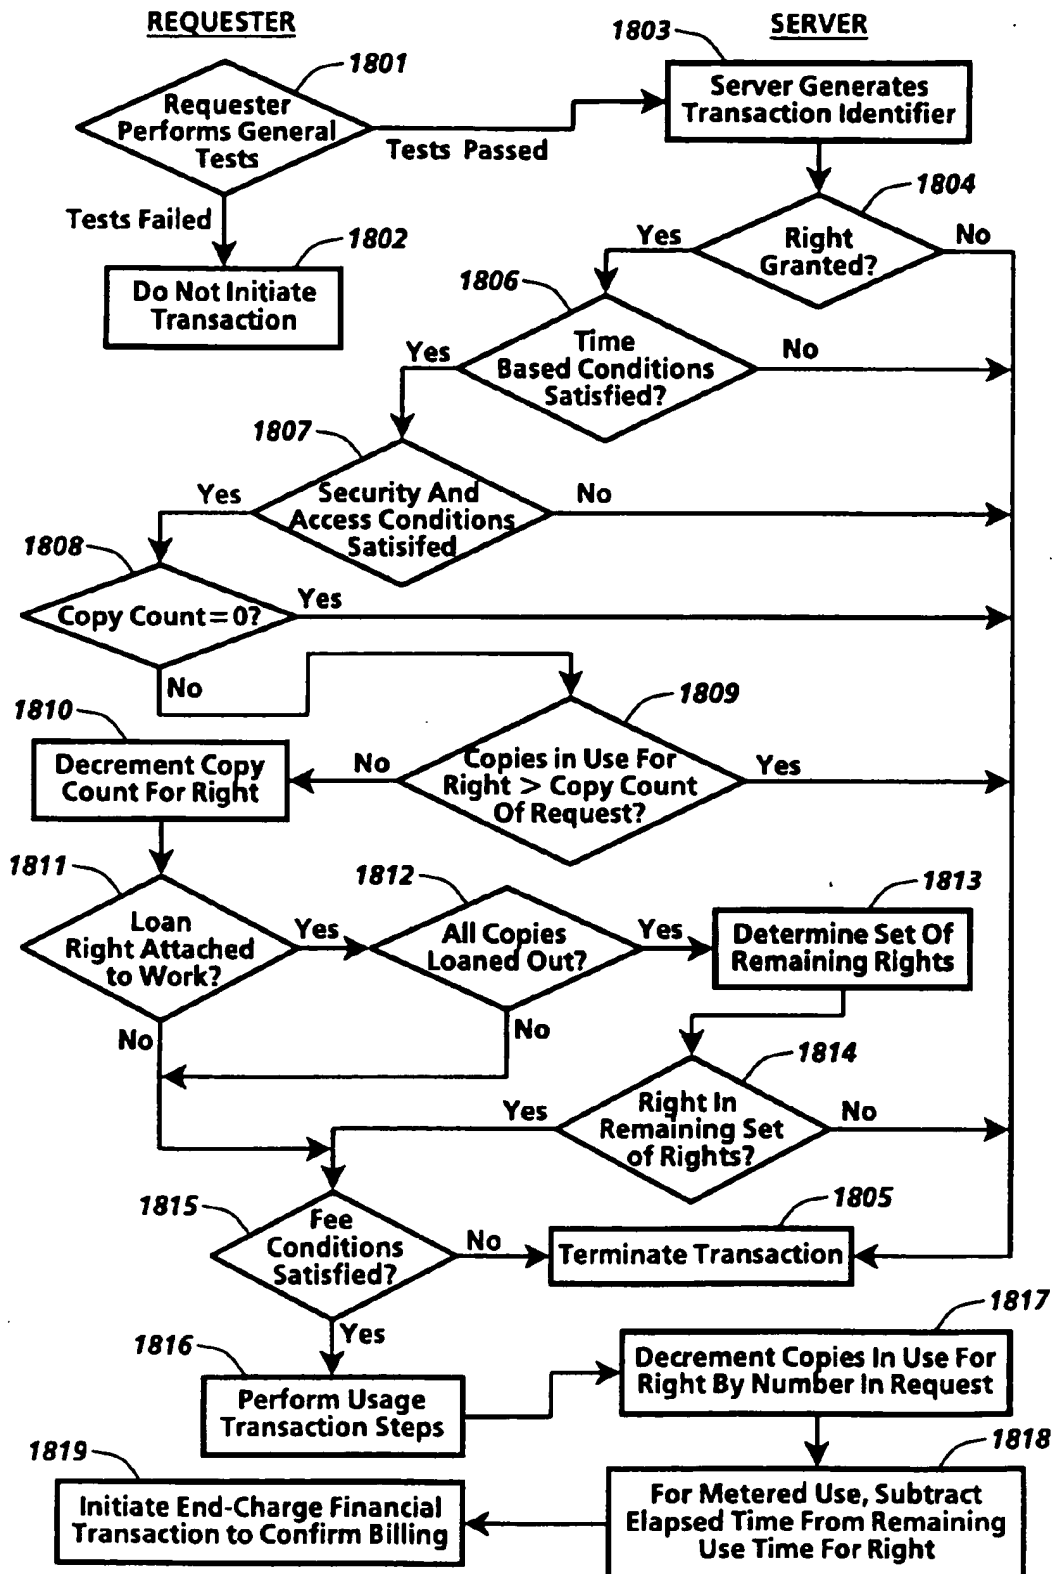 REQUESTER
SERVER
1801
1803
Requester
Performs General
Tests
Server Generates
Transaction Identifier
Tests Passed
Tests Failed
1802
1804
Do Not Initiate
Transaction
Yes
Right
Granted?
No
1806
Time
Based Conditions
Satisfied?
Yes
No
1807
Security And
Access Conditions
Satisifed
Yes
No
1808
Copy Count = 0?
Yes
No
1809
1810
Decrement Copy
Count For Right
No
Copies in Use For
Right > Copy Count
Of Request?
Yes
1811
1812
1813
Loan
Right Attached
to Work?
Yes
All Copies
Loaned Out?
Yes
Determine Set Of
Remaining Rights
No
No
1814
Yes
Right In
Remaining Set
of Rights?
No
1815
1805
Fee
Conditions
Satisfied?
No
Terminate Transaction
Yes
1816
1817
Perform Usage
Transaction Steps
Decrement Copies In Use For
Right By Number In Request
1819
1818
Initiate End-Charge Financial
Transaction to Confirm Billing
For Metered Use, Subtract
Elapsed Time From Remaining
Use Time For Right